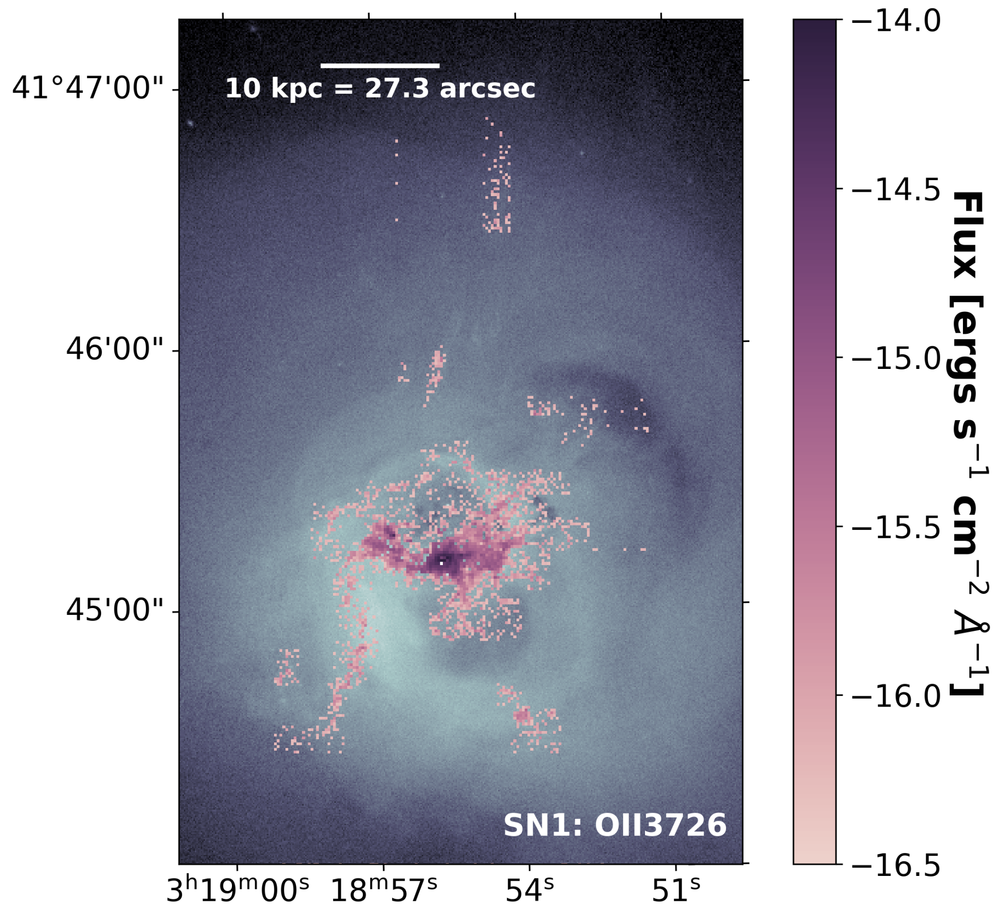 10 kpc = 27.3 arcsec
41°47'00"
46'00"
45'00"
SN1: OII3726
3ʰ19ᵐ00ˢ 18ᵐ57ˢ 54ˢ 51ˢ
−14.0
−14.5
−15.0
−15.5
−16.0
−16.5
Flux [ergs s⁻¹ cm⁻² Å⁻¹]